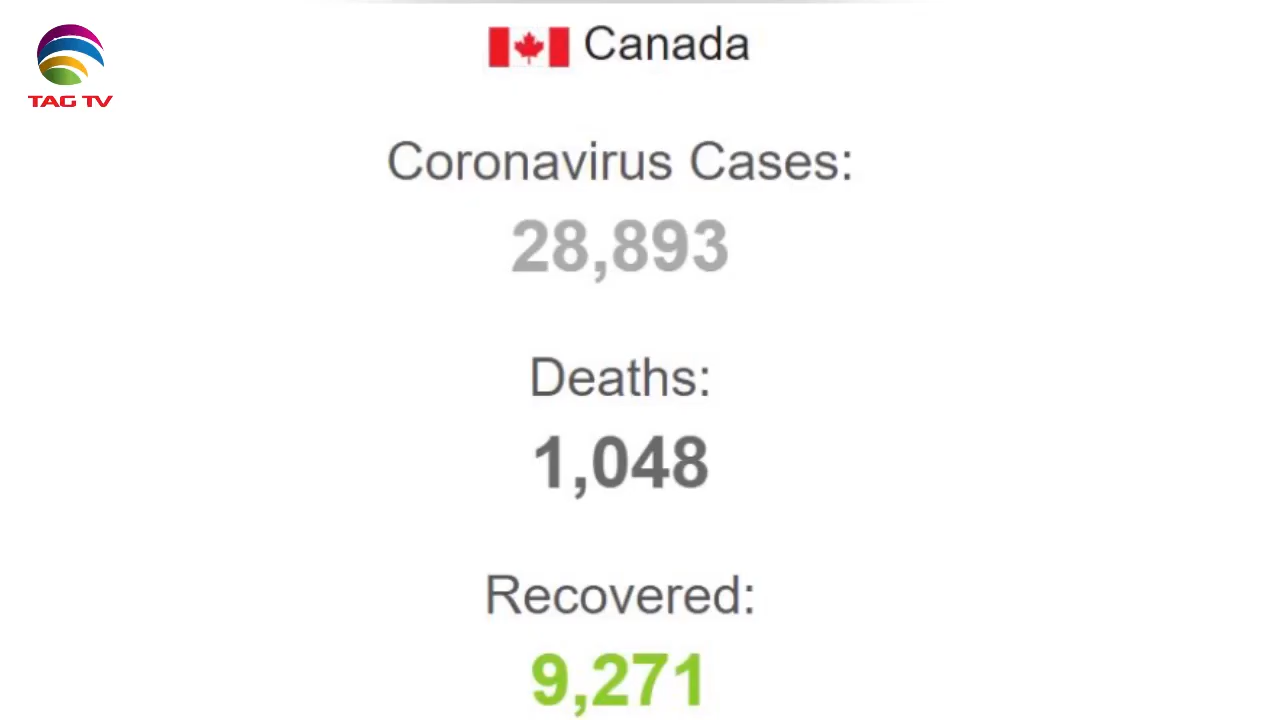 TAG TV
Canada
Coronavirus Cases:
28,893
Deaths:
1,048
Recovered:
9,271